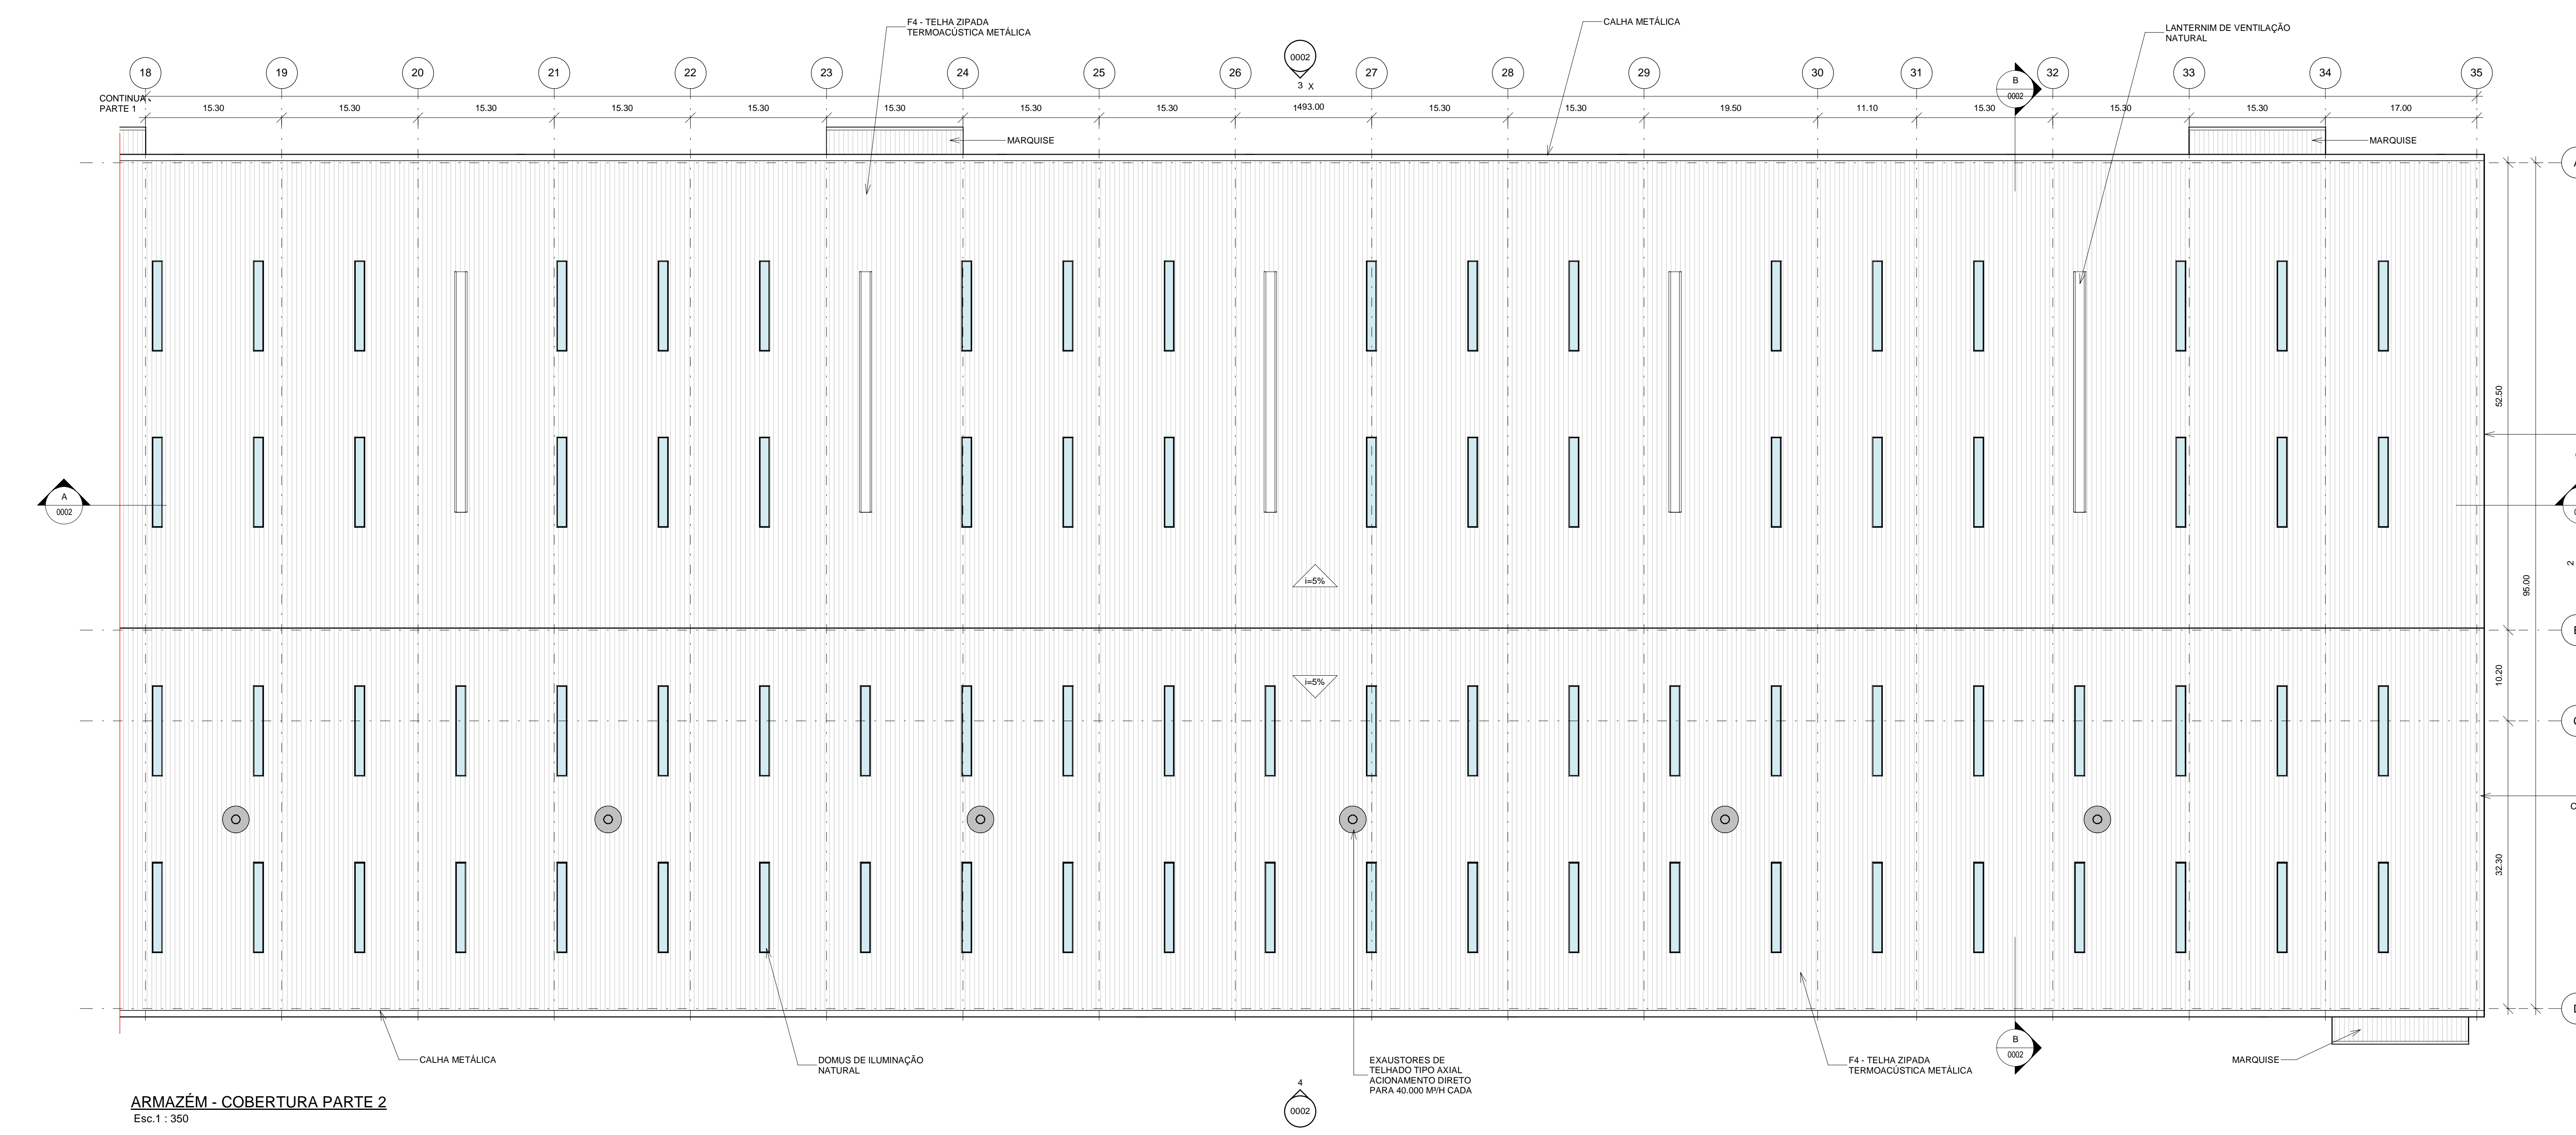 F4 - TELHA ZIPADA
TERMOACÚSTICA METÁLICA
CALHA METÁLICA
LANTERNIM DE VENTILAÇÃO
NATURAL
0002
3 X
18 19 20 21 22 23 24 25 26 27 28 29 30 31 32 33 34 35
B
0002
CONTINUA
PARTE 1
15.30 15.30 15.30 15.30 15.30 15.30 15.30 15.30 493.00 15.30 15.30 19.50 11.10 15.30 15.30 15.30 17.00
MARQUISE
MARQUISE
52.50
A
0002
i=5%
2
95.00
i=5%
10.20
32.30
CALHA METÁLICA
DOMUS DE ILUMINAÇÃO
NATURAL
EXAUSTORES DE
TELHADO TIPO AXIAL
ACIONAMENTO DIRETO
PARA 40.000 M³/H CADA
F4 - TELHA ZIPADA
TERMOACÚSTICA METÁLICA
B
0002
MARQUISE
4
0002
ARMAZÉM - COBERTURA PARTE 2
Esc.1 : 350